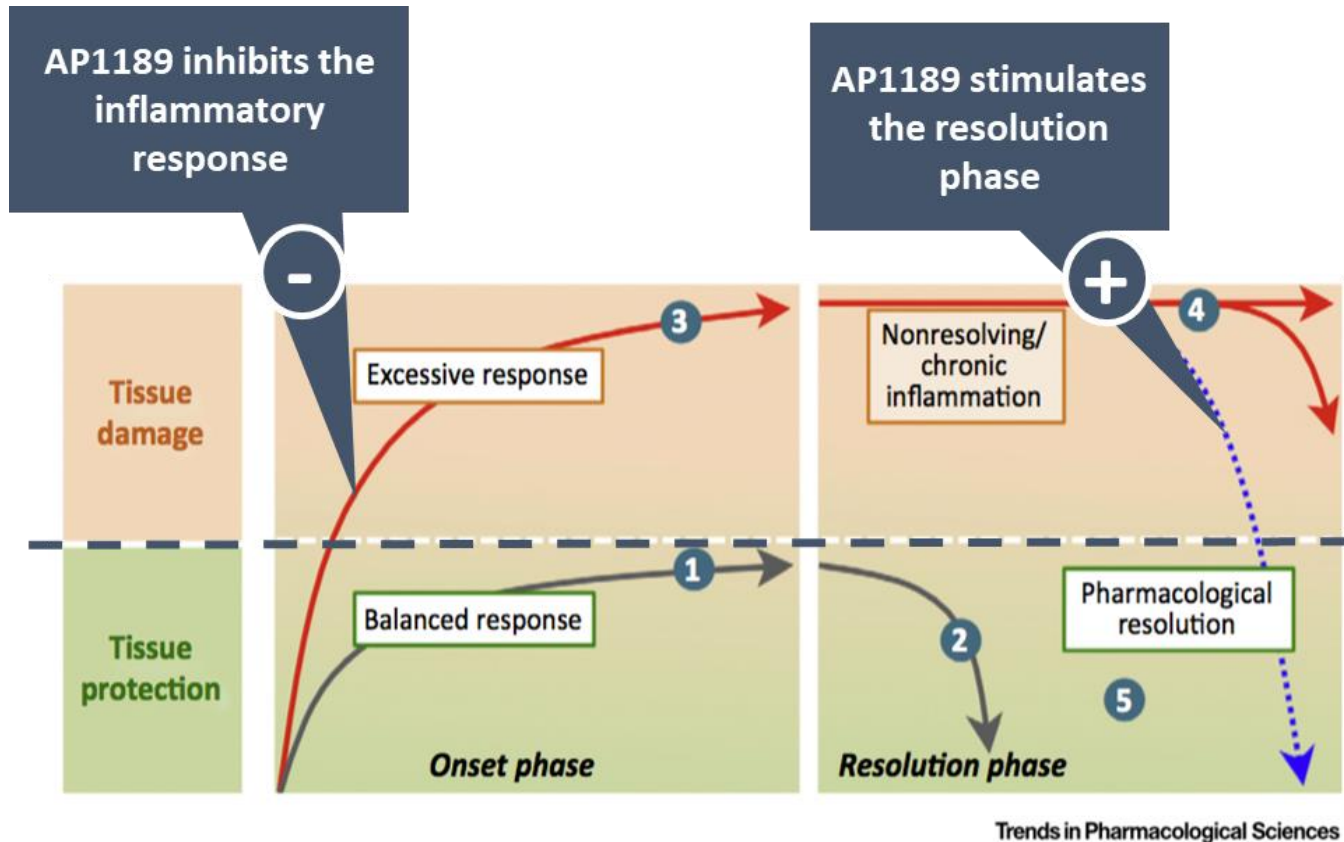 AP1189 inhibits the
inflammatory
response
AP1189 stimulates
the resolution
phase
-
+
Tissue
damage
Excessive response
3
Nonresolving/
chronic
inflammation
4
Tissue
protection
Balanced response
1
2
Pharmacological
resolution
5
Onset phase
Resolution phase
Trends in Pharmacological Sciences